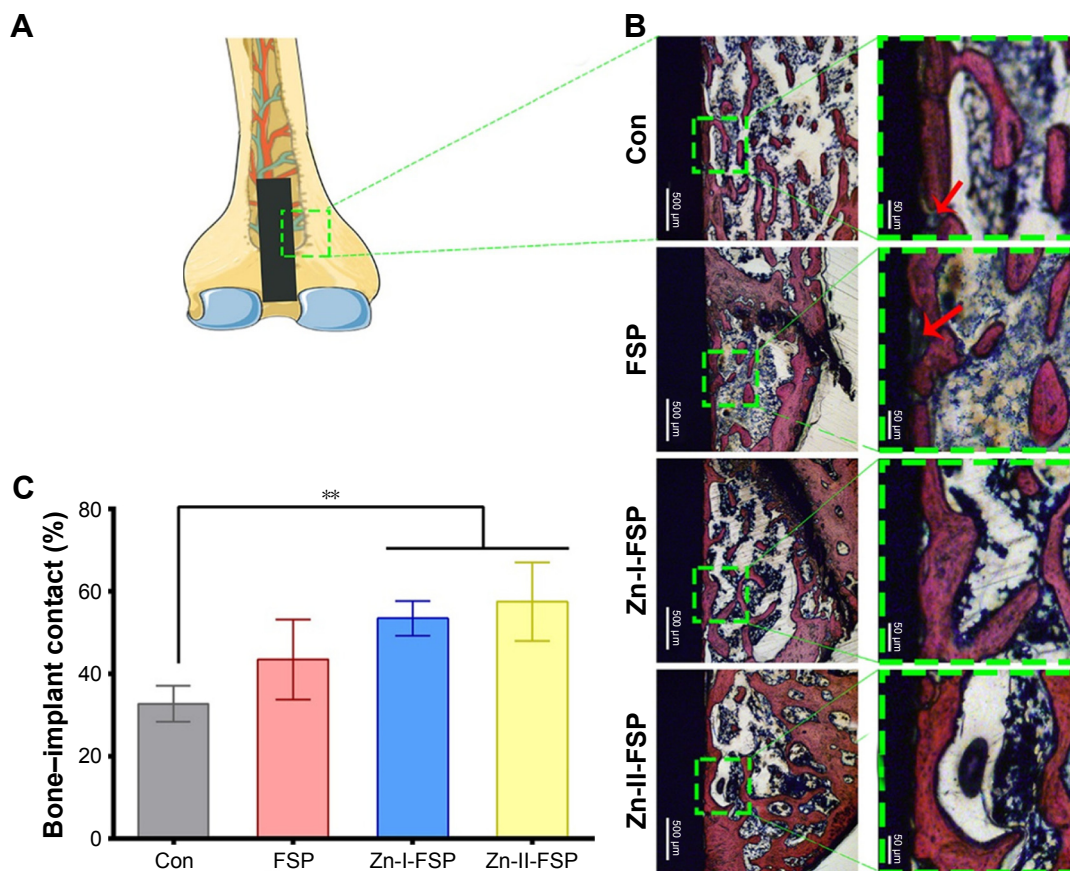 A
B
Con
500 µm
50 µm
FSP
500 µm
50 µm
Zn-I-FSP
500 µm
50 µm
Zn-II-FSP
500 µm
50 µm
C
**
Bone–implant contact (%)
80
60
40
20
0
Con FSP Zn-I-FSP Zn-II-FSP